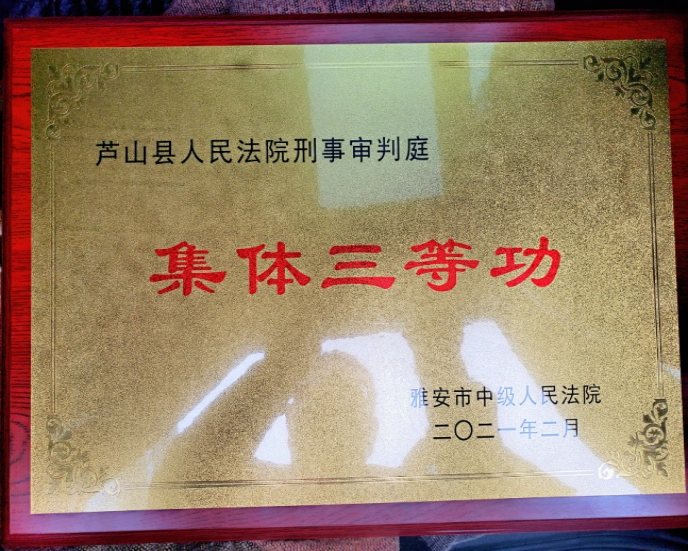 芦山县人民法院刑事审判庭
集体三等功
雅安市中级人民法院
二〇二一年二月